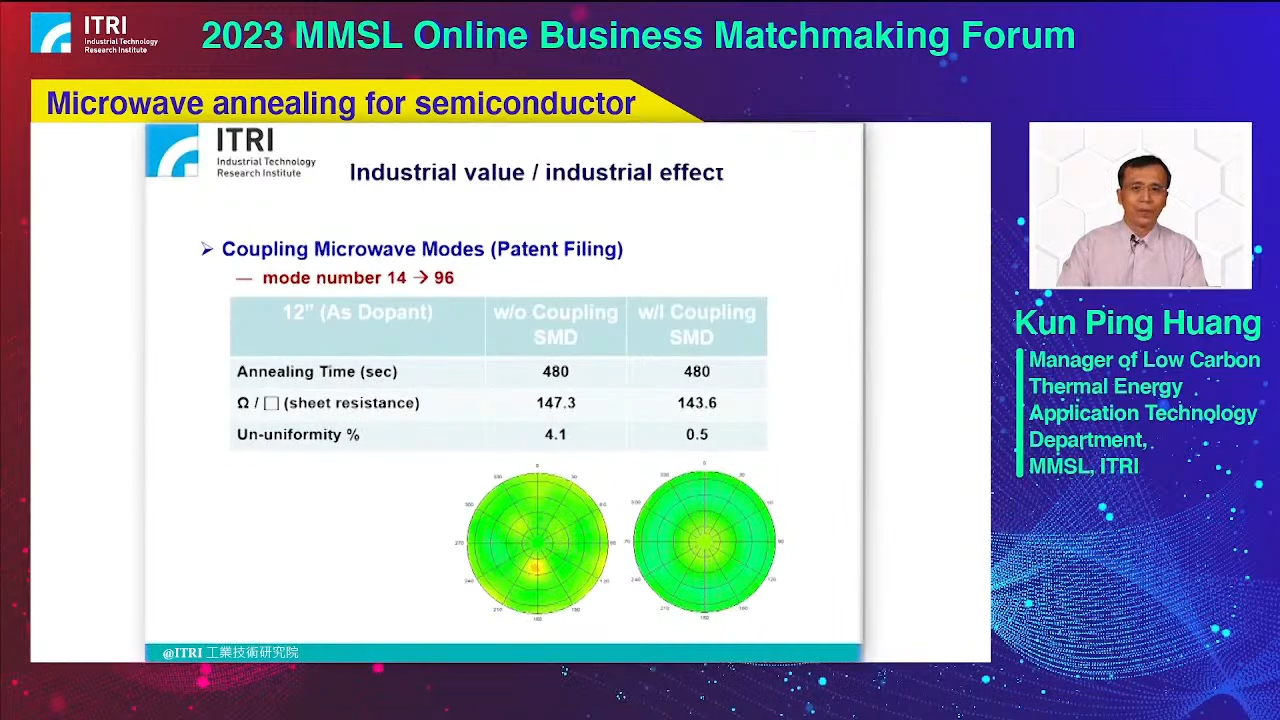 ITRI
Industrial Technology
Research Institute
2023 MMSL Online Business Matchmaking Forum
Microwave annealing for semiconductor
ITRI
Industrial Technology
Research Institute
Industrial value / industrial effect
➢ Coupling Microwave Modes (Patent Filing)
— mode number 14 → 96
12” (As Dopant) w/o Coupling SMD w/I Coupling SMD
Annealing Time (sec) 480 480
Ω / □ (sheet resistance) 147.3 143.6
Un-uniformity % 4.1 0.5
@ITRI 工業技術研究院
Kun Ping Huang
Manager of Low Carbon
Thermal Energy
Application Technology
Department,
MMSL, ITRI